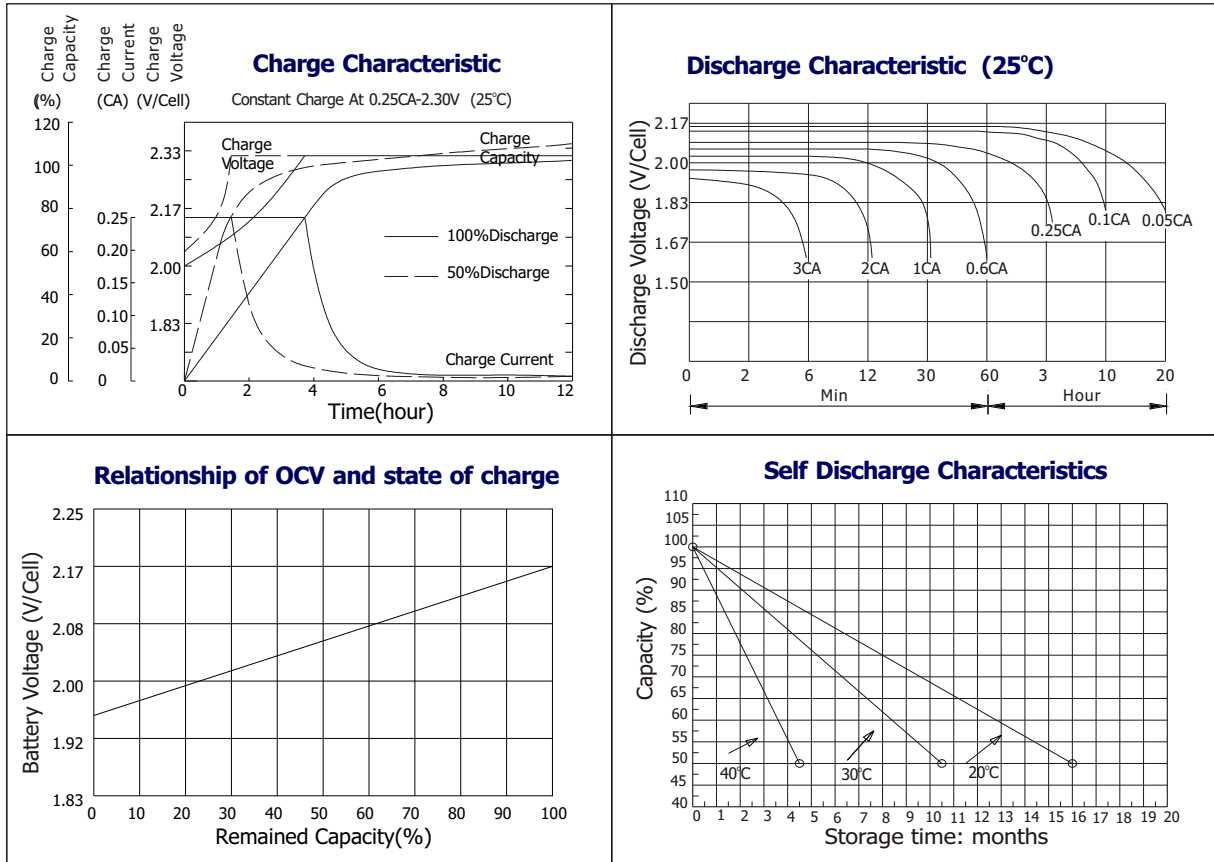 Charge Capacity
Charge Current
Charge Voltage
(%)
(CA)
(V/Cell)
Charge Characteristic
Constant Charge At 0.25CA-2.30V (25°C)
120
100
80
60
40
20
0
0.25
0.20
0.15
0.10
0.05
0
2.33
2.17
2.00
1.83
Charge Voltage
Charge Capacity
100%Discharge
50%Discharge
Charge Current
0 2 4 6 8 10 12
Time(hour)
Discharge Characteristic (25°C)
Discharge Voltage (V/Cell)
2.17
2.00
1.83
1.67
1.50
3CA
2CA
1CA
0.6CA
0.25CA
0.1CA
0.05CA
0 2 6 12 30 60 3 10 20
Min
Hour
Relationship of OCV and state of charge
Battery Voltage (V/Cell)
2.25
2.17
2.08
2.00
1.92
1.83
0 10 20 30 40 50 60 70 80 90 100
Remained Capacity(%)
Self Discharge Characteristics
Capacity (%)
110
105
100
95
90
85
80
75
70
65
60
55
50
45
40
40°C
30°C
20°C
0 1 2 3 4 5 6 7 8 9 10 11 12 13 14 15 16 17 18 19 20
Storage time: months